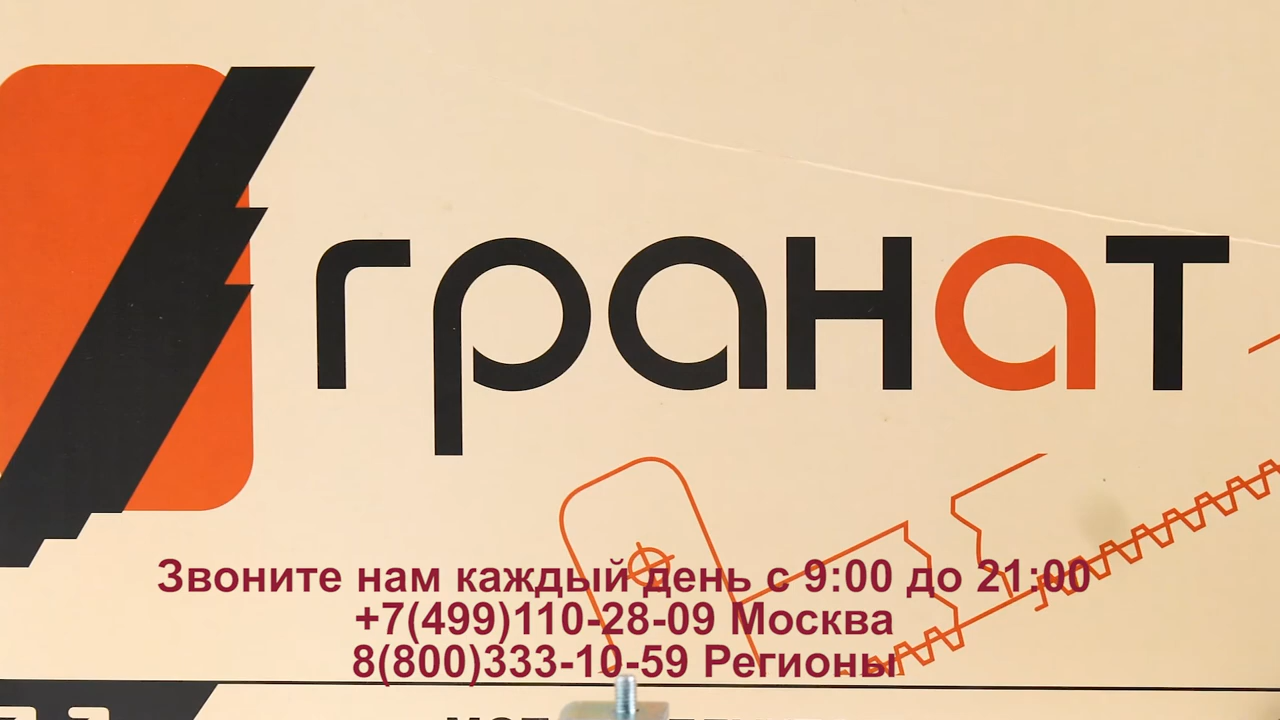 гранат
Звоните нам каждый день с 9:00 до 21:00
+7(499)110-28-09 Москва
8(800)333-10-59 Регионы